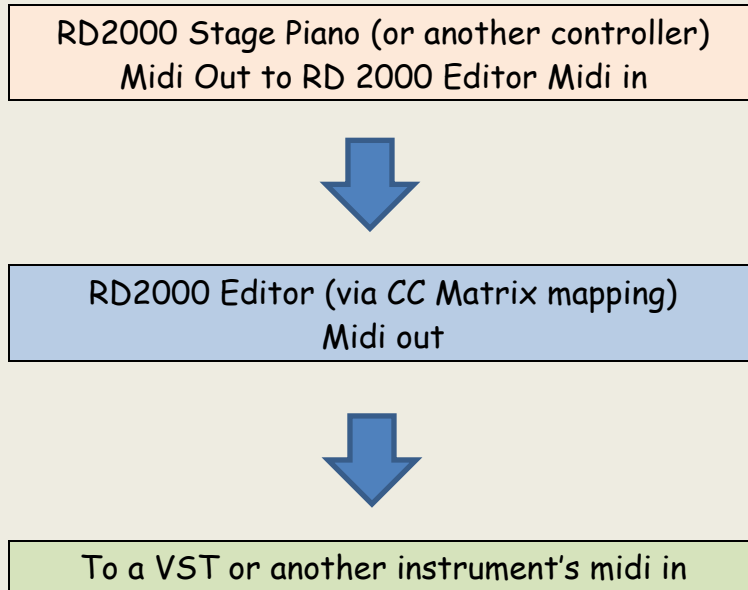 RD2000 Stage Piano (or another controller)
Midi Out to RD 2000 Editor Midi in
RD2000 Editor (via CC Matrix mapping)
Midi out
To a VST or another instrument's midi in